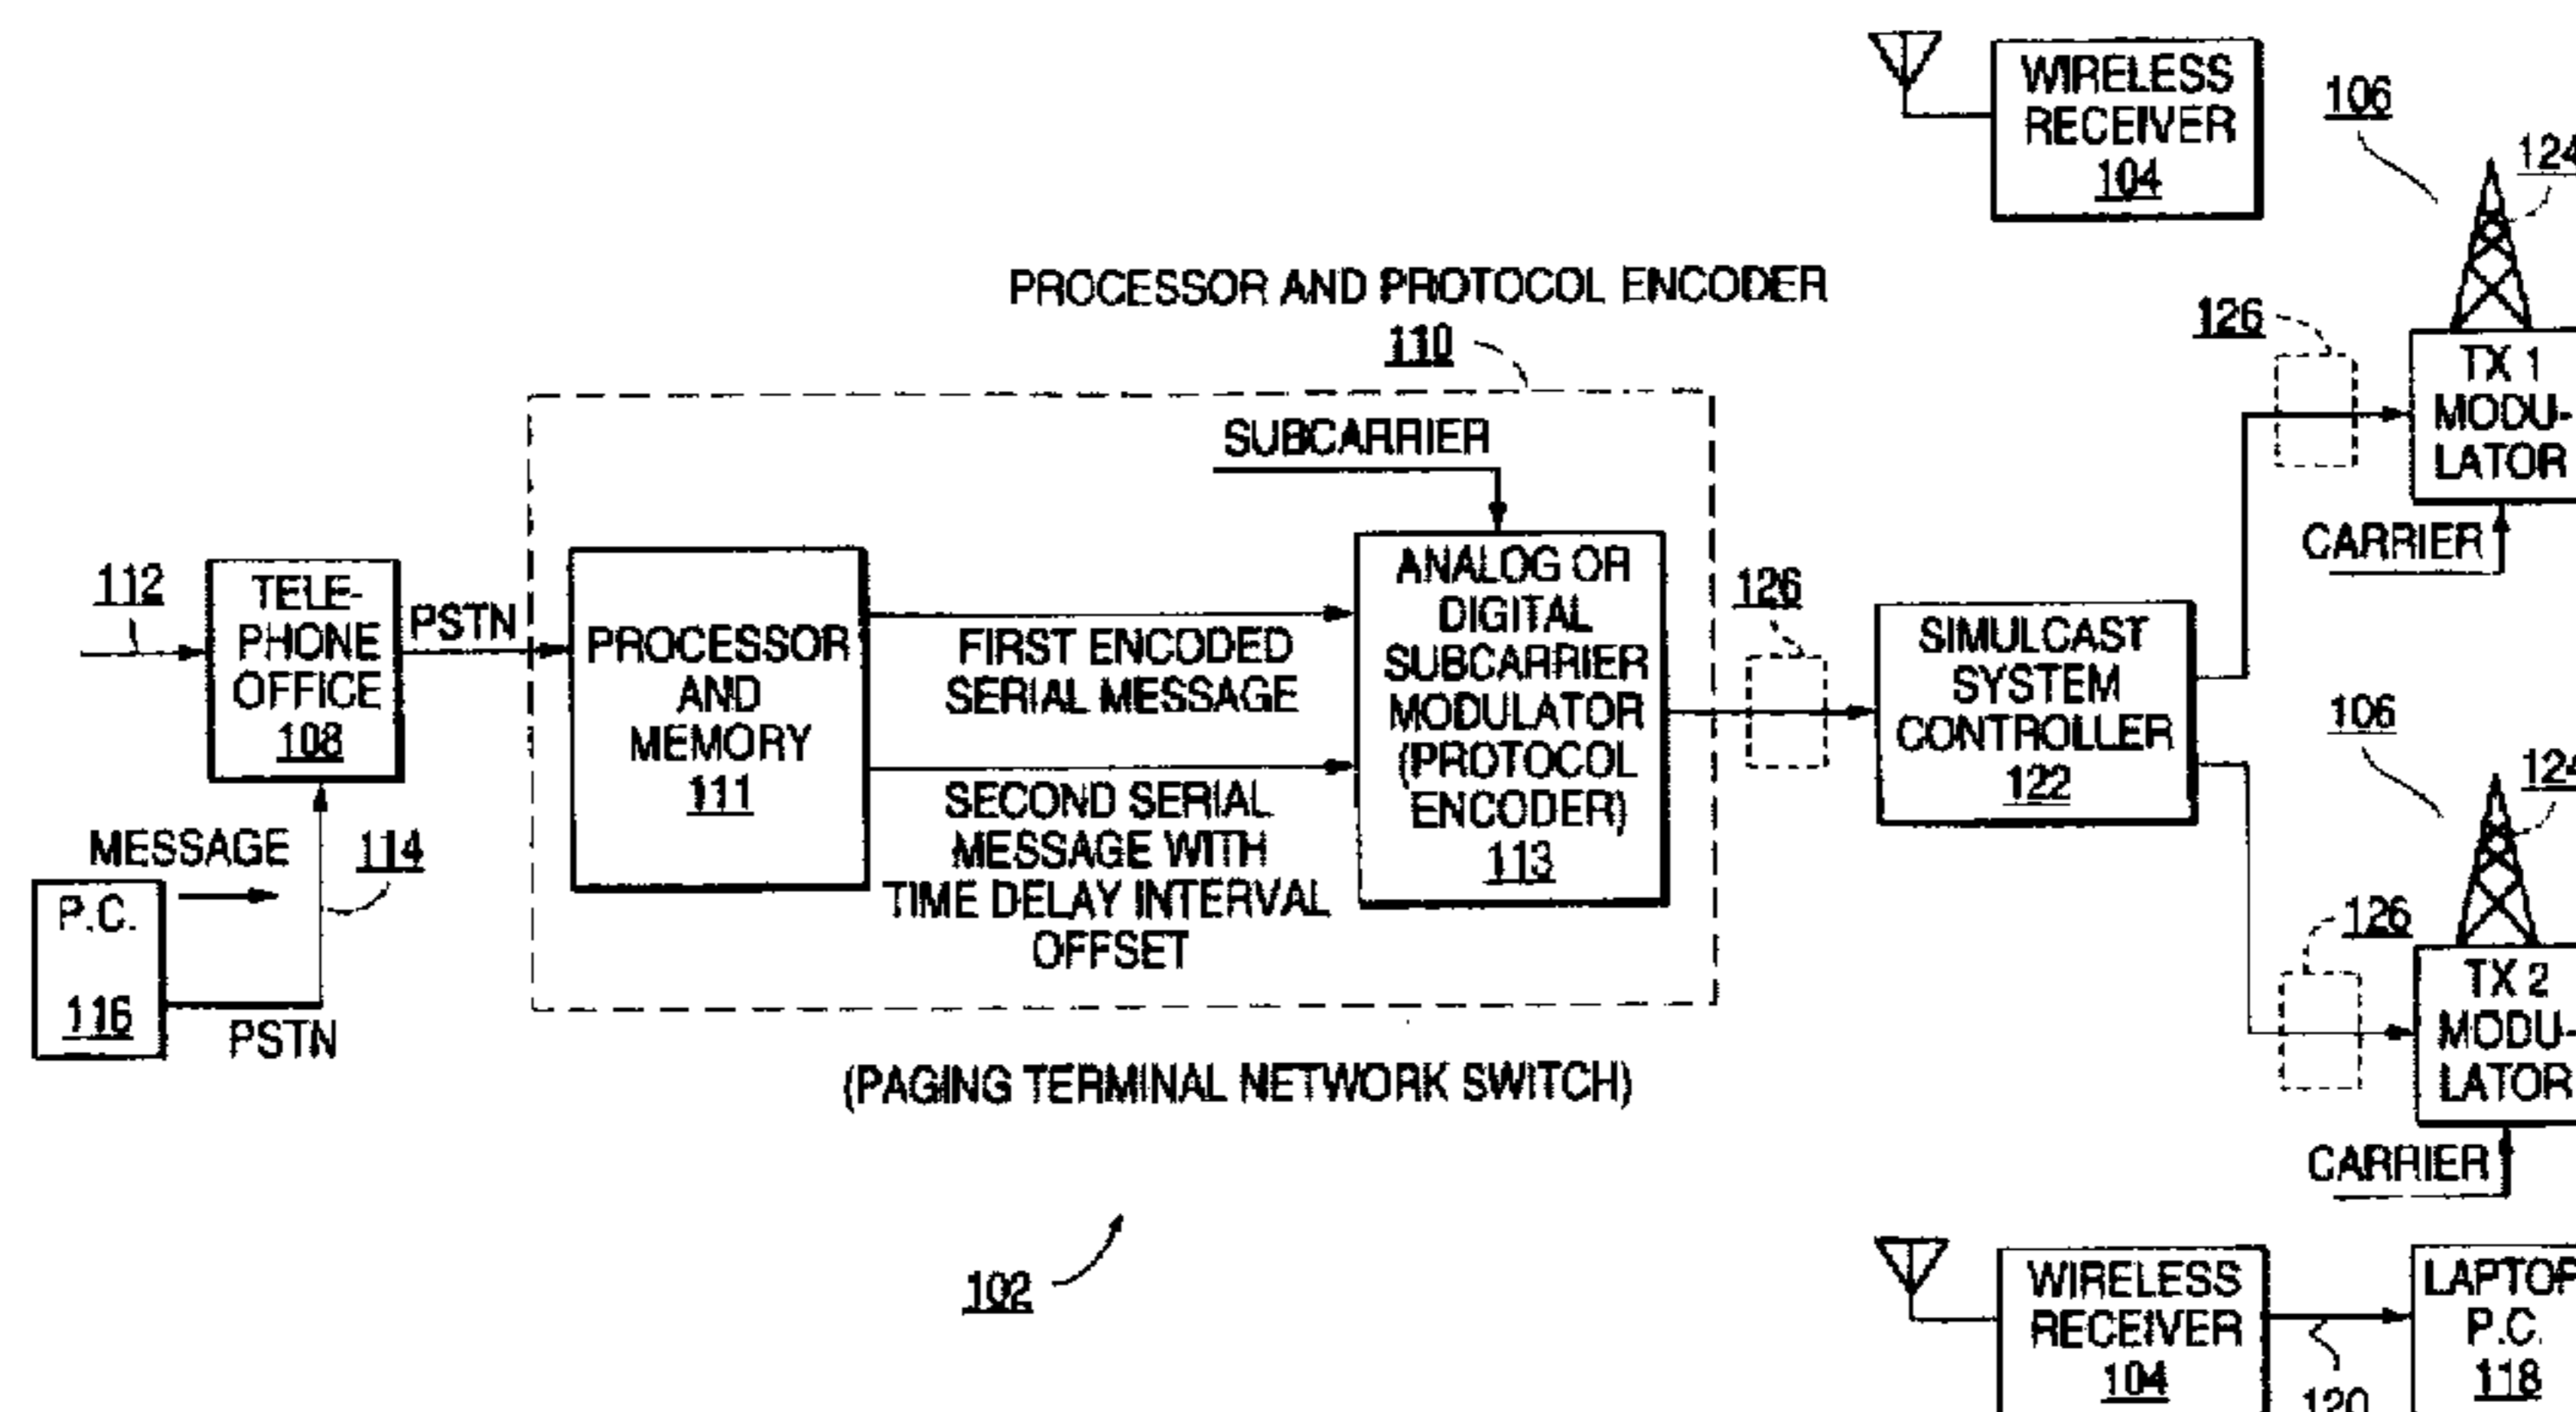 WIRELESS
RECEIVER
104
106
124
PROCESSOR AND PROTOCOL ENCODER
110
126
TX 1
MODU-
LATOR
CARRIER
SUBCARRIER
112
TELE-
PHONE
OFFICE
108
PSTN
PROCESSOR
AND
MEMORY
111
FIRST ENCODED
SERIAL MESSAGE
SECOND SERIAL
MESSAGE WITH
TIME DELAY INTERVAL
OFFSET
ANALOG OR
DIGITAL
SUBCARRIER
MODULATOR
(PROTOCOL
ENCODER)
113
126
SIMULCAST
SYSTEM
CONTROLLER
122
106
124
126
TX 2
MODU-
LATOR
CARRIER
MESSAGE
114
P.C.
116
PSTN
(PAGING TERMINAL NETWORK SWITCH)
102
WIRELESS
RECEIVER
104
120
LAPTOP
P.C.
118